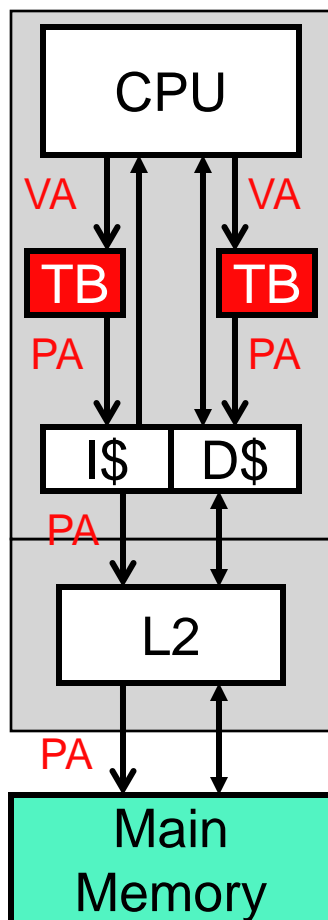 CPU
VA VA
TB TB
PA PA
I$ D$
PA
L2
PA
Main
Memory